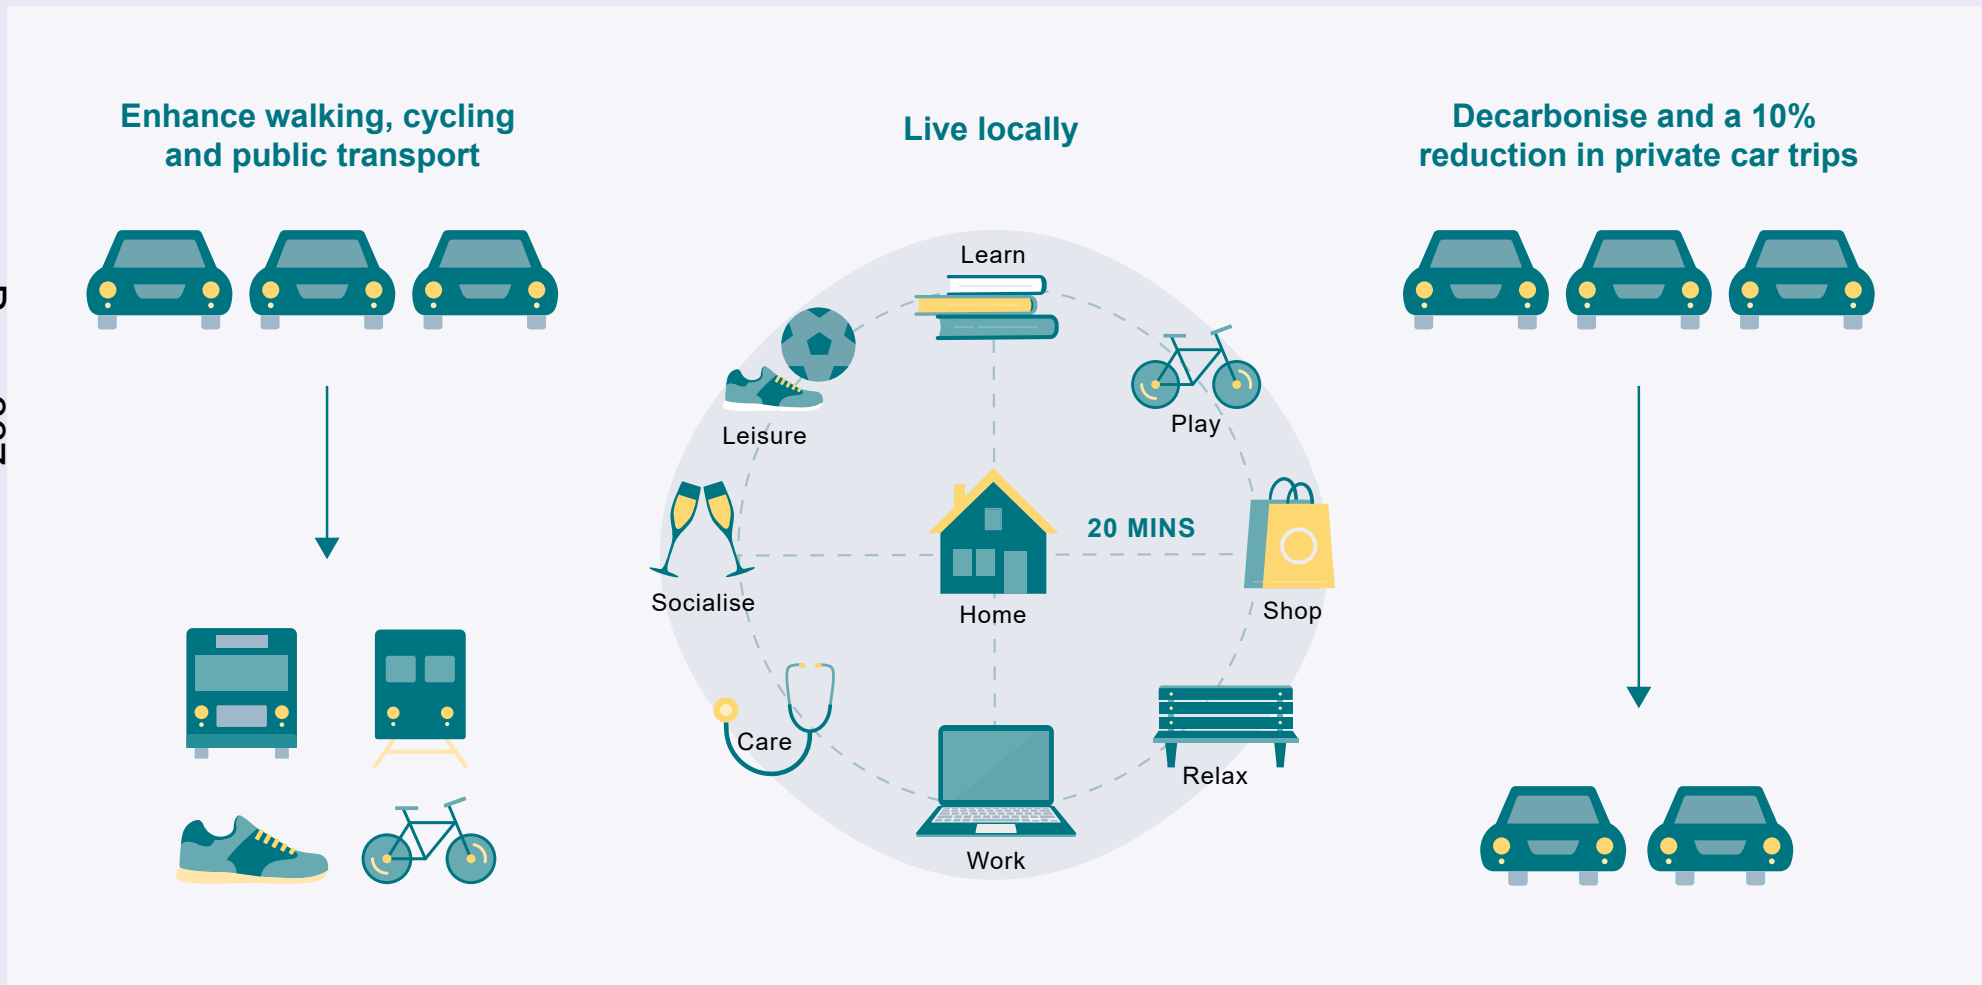 Enhance walking, cycling
and public transport
Live locally
Decarbonise and a 10%
reduction in private car trips
Learn
Leisure
Play
20 MINS
Socialise
Home
Shop
Care
Relax
Work